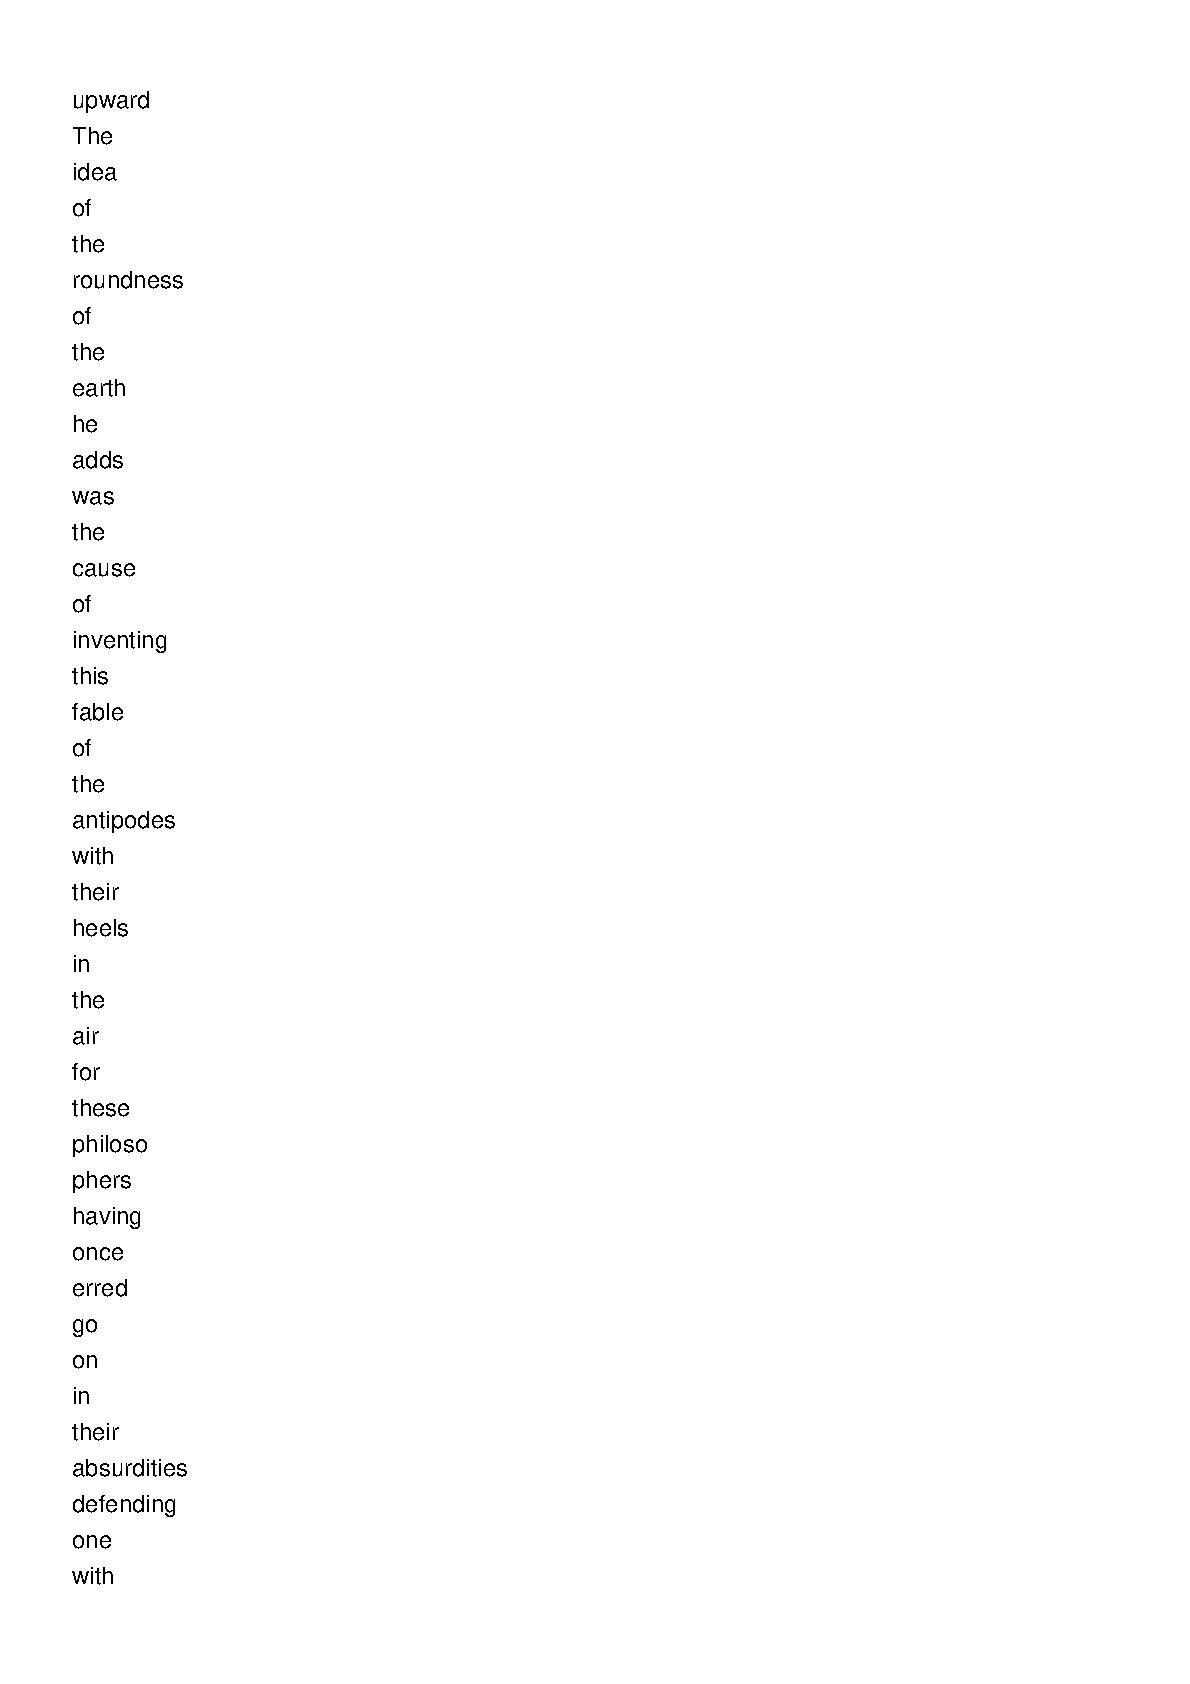 upward
The
idea
of
the
roundness
of
the
earth
he
adds
was
the
cause
of
inventing
this
fable
of
the
antipodes
with
their
heels
in
the
air
for
these
philoso
phers
having
once
erred
go
on
in
their
absurdities
defending
one
with